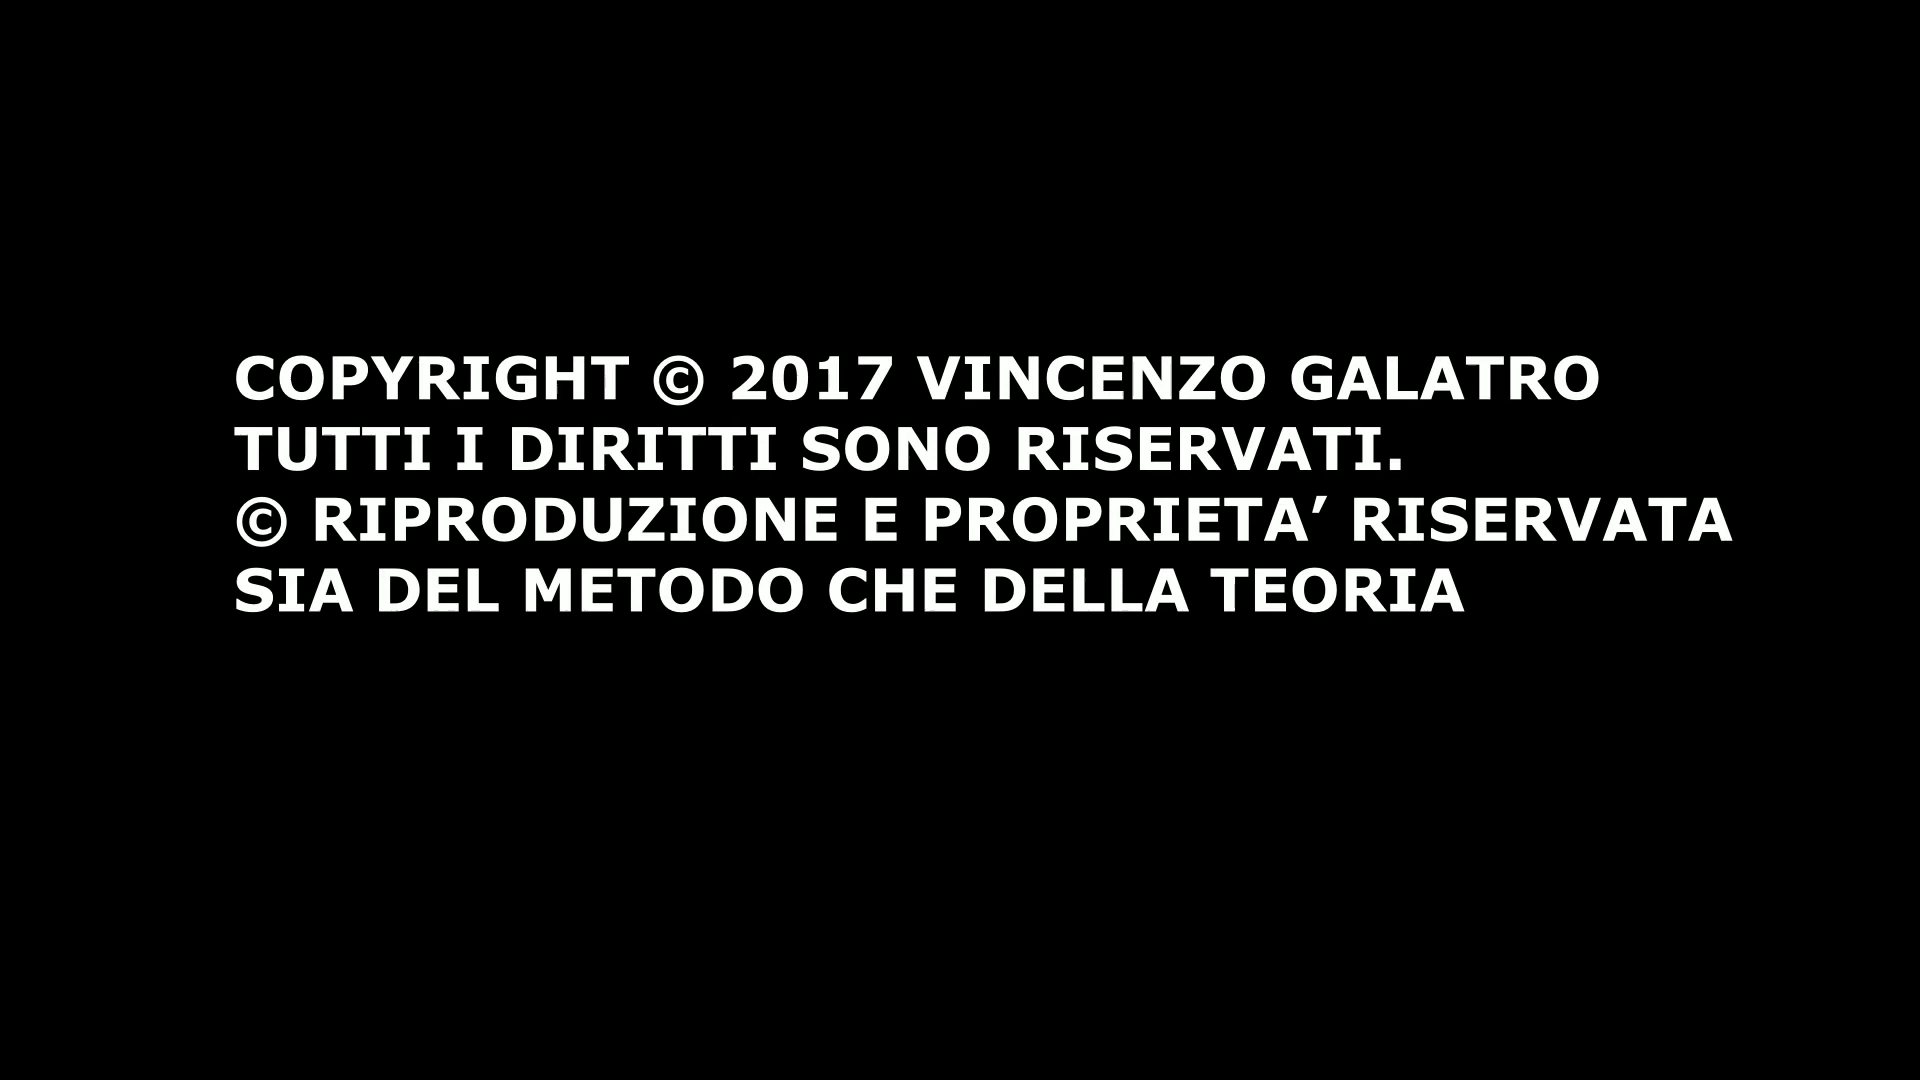 COPYRIGHT © 2017 VINCENZO GALATRO
TUTTI I DIRITTI SONO RISERVATI.
© RIPRODUZIONE E PROPRIETA’ RISERVATA
SIA DEL METODO CHE DELLA TEORIA